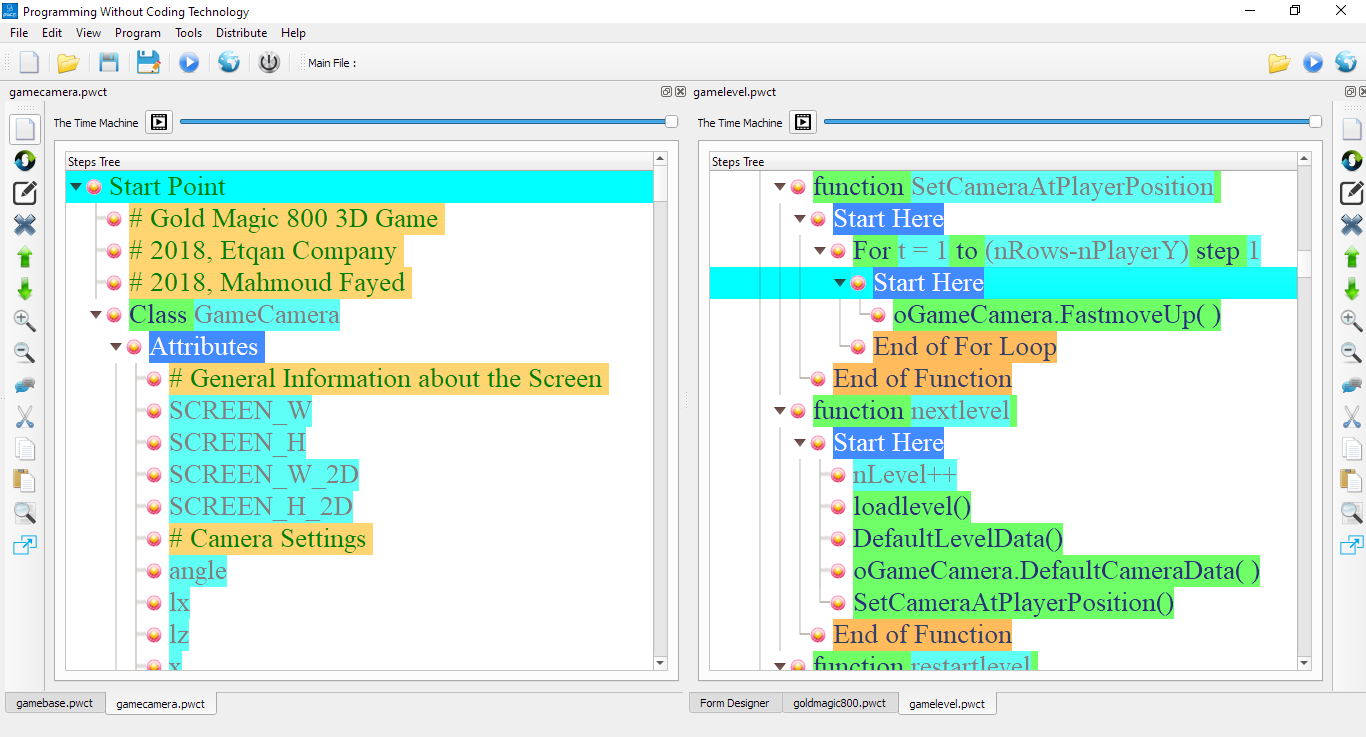 Programming Without Coding Technology
File Edit View Program Tools Distribute Help
Main File :
gamecamera.pwct
The Time Machine
Steps Tree
Start Point
# Gold Magic 800 3D Game
# 2018, Etqan Company
# 2018, Mahmoud Fayed
Class GameCamera
Attributes
# General Information about the Screen
SCREEN_W
SCREEN_H
SCREEN_W_2D
SCREEN_H_2D
# Camera Settings
angle
lx
lz
x
gamebase.pwct gamecamera.pwct
gamelevel.pwct
The Time Machine
Steps Tree
function SetCameraAtPlayerPosition
Start Here
For t = 1 to (nRows-nPlayerY) step 1
Start Here
oGameCamera.FastmoveUp( )
End of For Loop
End of Function
function nextlevel
Start Here
nLevel++
loadlevel()
DefaultLevelData()
oGameCamera.DefaultCameraData( )
SetCameraAtPlayerPosition()
End of Function
function restartlevel
Form Designer goldmagic800.pwct gamelevel.pwct